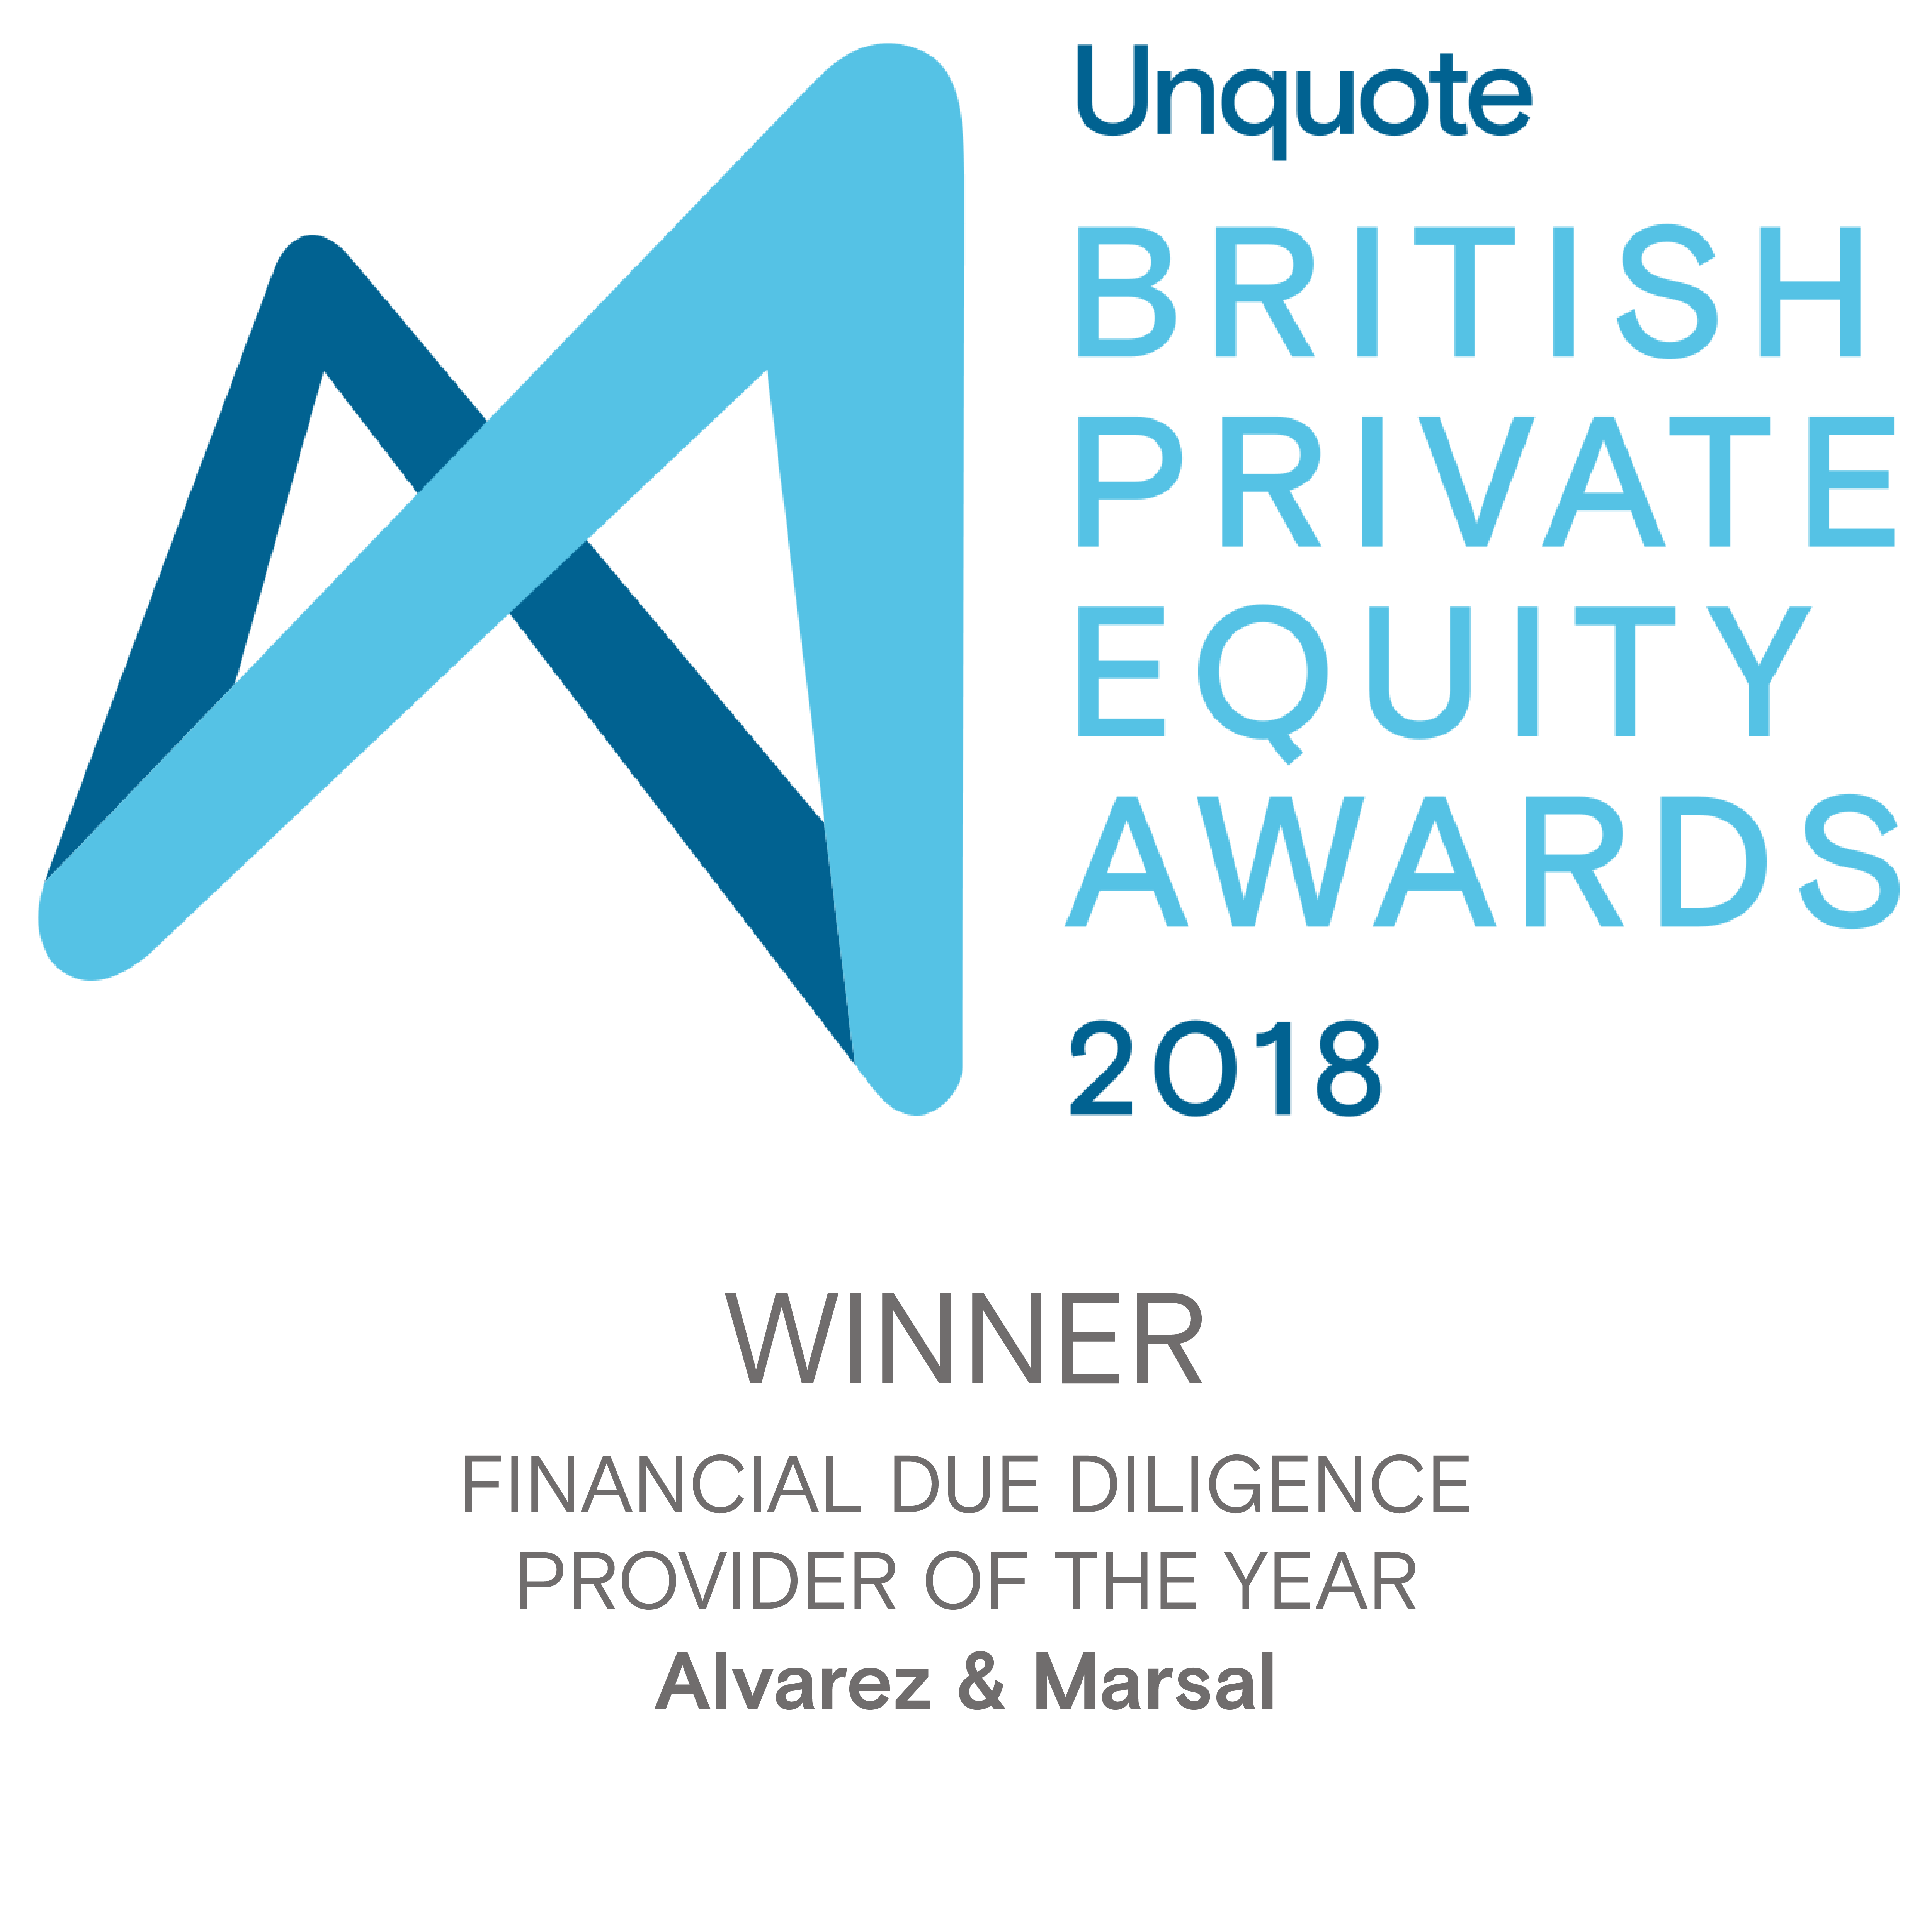 Unquote
BRITISH
PRIVATE
EQUITY
AWARDS
2018
WINNER
FINANCIAL DUE DILIGENCE
PROVIDER OF THE YEAR
Alvarez & Marsal